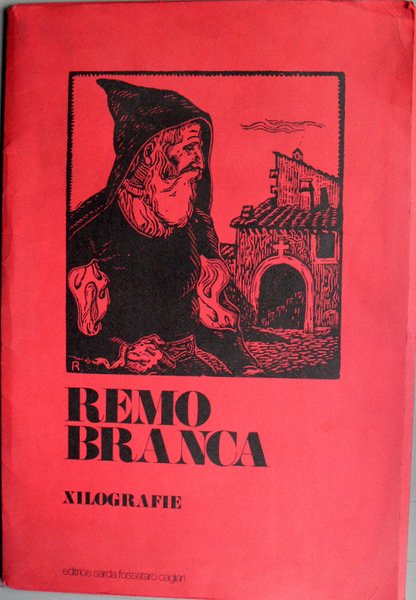 R
REMO
BRANCA
XILOGRAFIE
editrice sarda fossataro cagliari